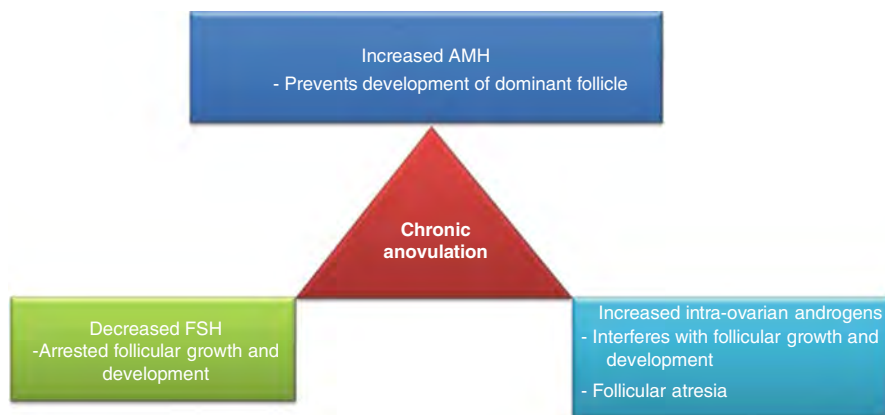 Increased AMH
- Prevents development of dominant follicle
Chronic
anovulation
Decreased FSH
-Arrested follicular growth and
development
Increased intra-ovarian androgens
- Interferes with follicular growth and
development
- Follicular atresia